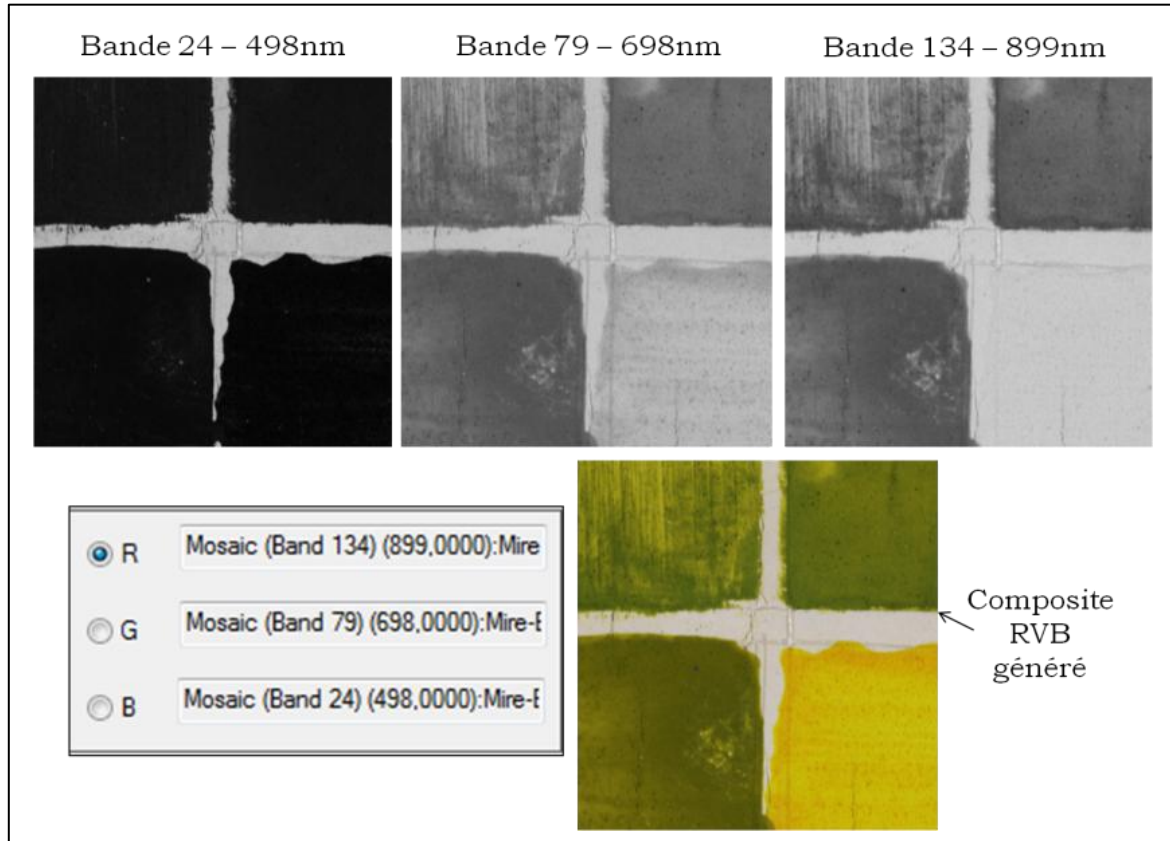 Bande 24 – 498nm
Bande 79 – 698nm
Bande 134 – 899nm
R Mosaic (Band 134) (899,0000):Mire
G Mosaic (Band 79) (698,0000):Mire-E
B Mosaic (Band 24) (498,0000):Mire-E
Composite
RVB
généré